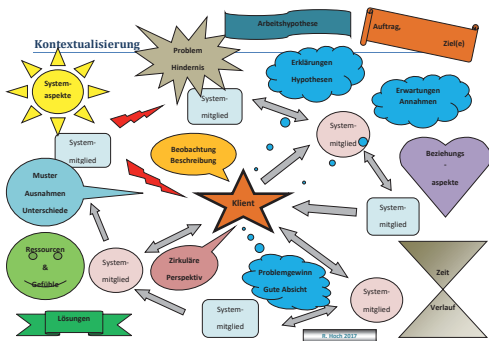 Kontextualisierung
Arbeitshypothese
Auftrag,
Ziel(e)
Problem
Hindernis
Erklärungen
Hypothesen
Erwartungen
Annahmen
System-
aspekte
System-
mitglied
System-
mitglied
System-
mitglied
Beobachtung
Beschreibung
Beziehungs-
aspekte
Muster
Ausnahmen
Unterschiede
Klient
System-
mitglied
Ressourcen
&
Gefühle
System-
mitglied
Zirkuläre
Perspektiv
Problemgewinn
Gute Absicht
System-
mitglied
Zeit
Verlauf
Lösungen
System-
mitglied
R. Hoch 2017